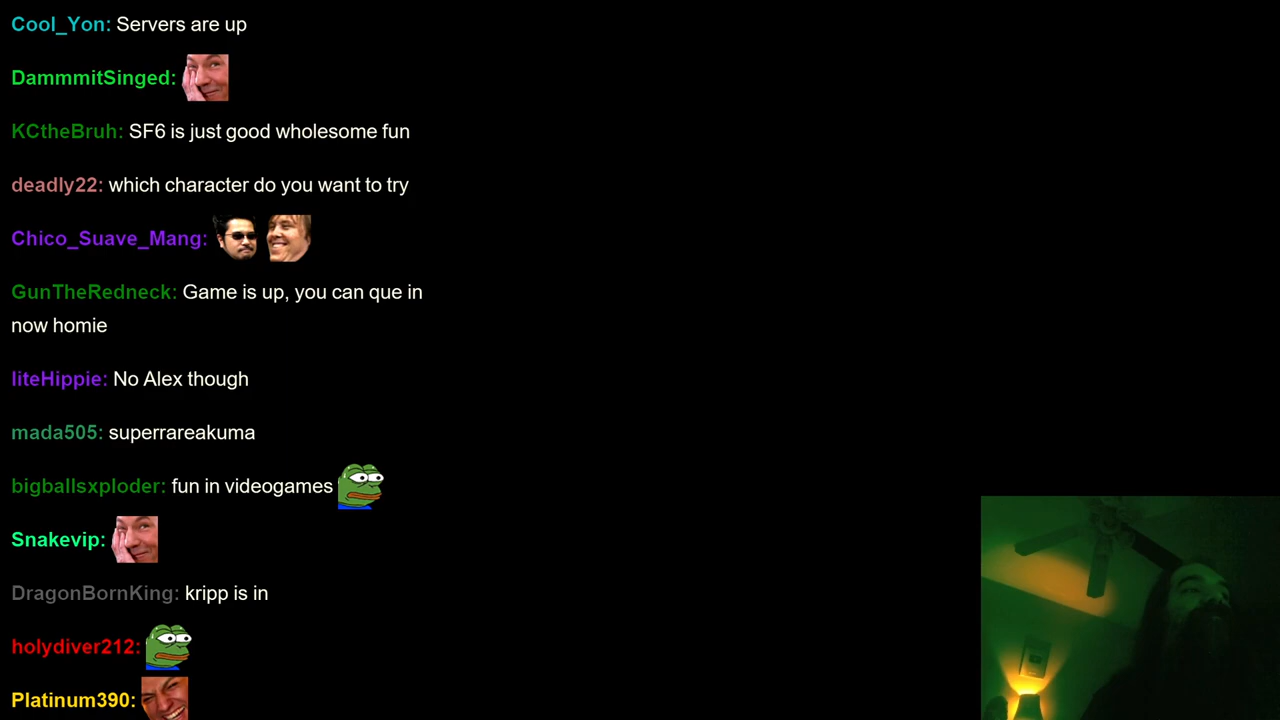 Cool_Yon: Servers are up
DammmitSinged:
KCtheBruh: SF6 is just good wholesome fun
deadly22: which character do you want to try
Chico_Suave_Mang:
GunTheRedneck: Game is up, you can que in
now homie
liteHippie: No Alex though
mada505: superrareakuma
bigballsxploder: fun in videogames
Snakevip:
DragonBornKing: kripp is in
holydiver212:
Platinum390: